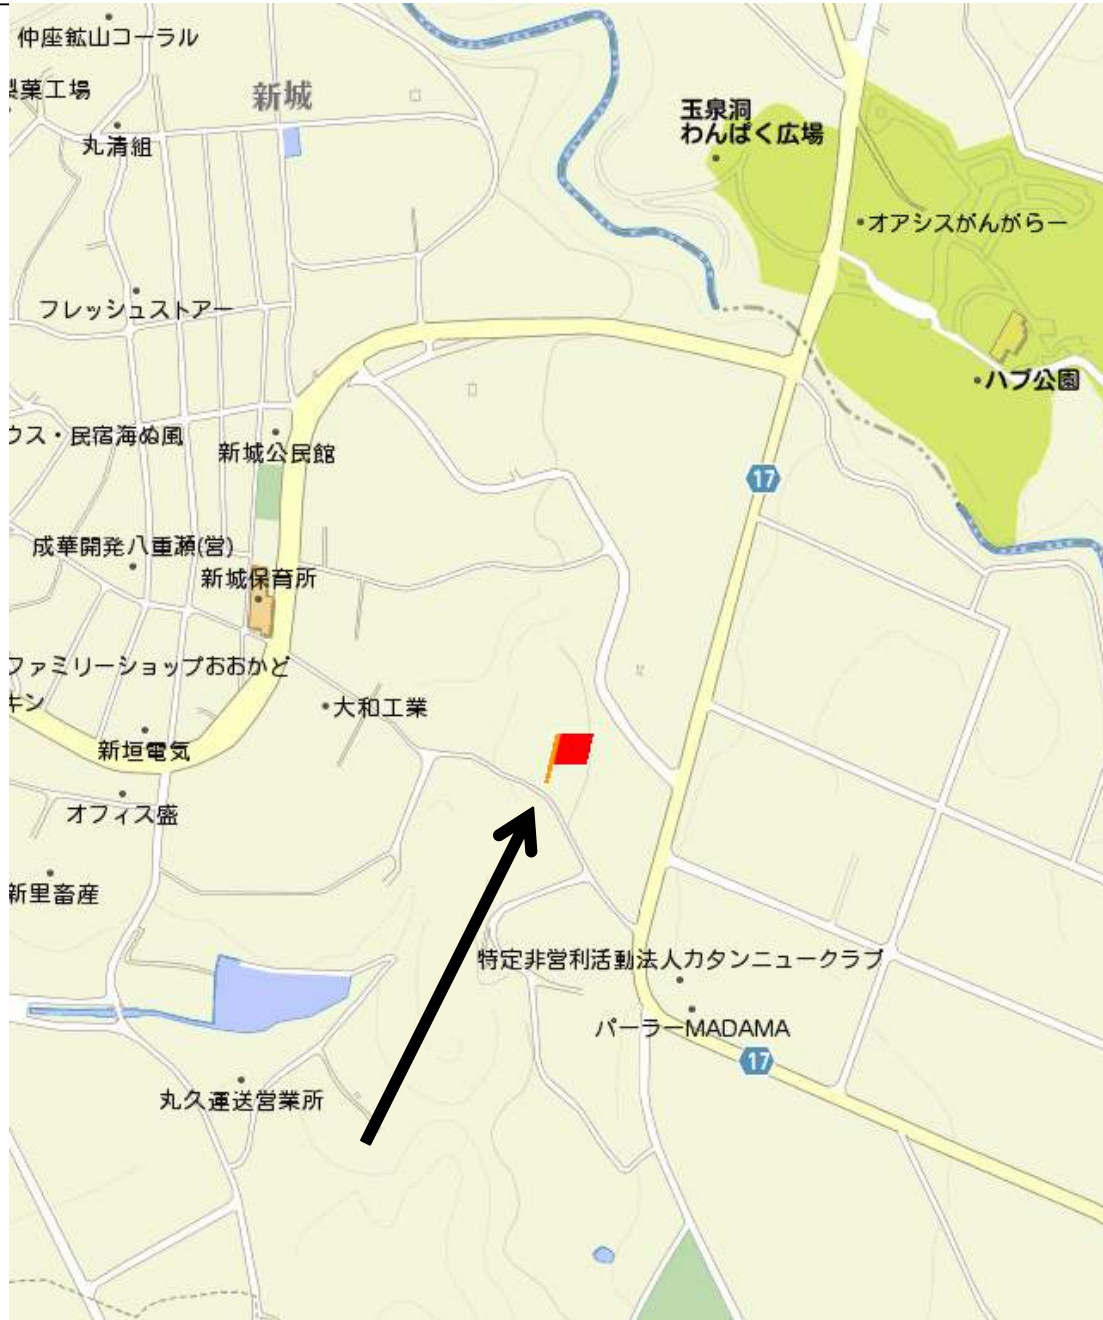 仲座鉱山コーラル
製菓工場
新城
丸清組
玉泉洞
わんぱく広場
オアシスがんがらー
フレッシュストアー
ハブ公園
ウス・民宿海ぬ風
新城公民館
17
成華開発八重瀬(営)
新城保育所
ファミリーショップおおかど
キン
大和工業
新垣電気
オフィス盛
新里畜産
特定非営利活動法人カタンニュークラブ
パーラーMADAMA
17
丸久運送営業所